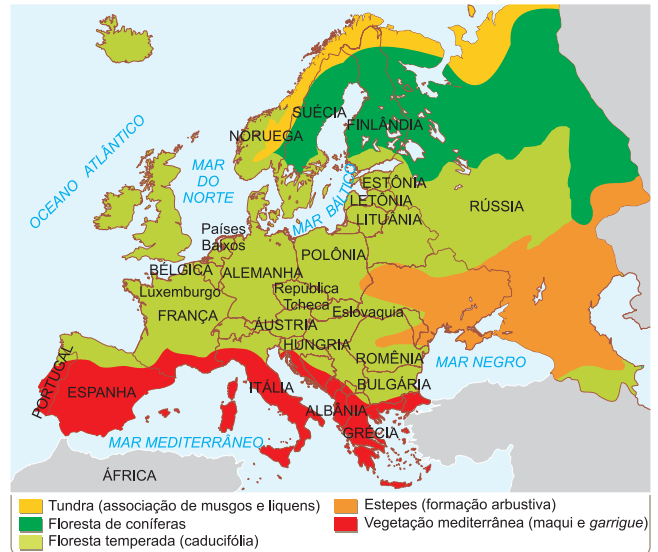 SUÉCIA
FINLÂNDIA
NORUEGA
OCEANO ATLÂNTICO
MAR
DO
NORTE
MAR BÁLTICO
ESTÔNIA
LETÔNIA
LITUÂNIA
RÚSSIA
Países
Baixos
POLÔNIA
BÉLGICA
ALEMANHA
Luxemburgo
República
Tcheca
Eslovaquia
FRANÇA
ÁUSTRIA
HUNGRIA
ROMÊNIA
MAR NEGRO
BULGÁRIA
PORTUGAL
ESPANHA
ITÁLIA
ALBÂNIA
GRÉCIA
MAR MEDITERRÂNEO
ÁFRICA
Tundra (associação de musgos e liquens)
Floresta de coníferas
Floresta temperada (caducifólia)
Estepes (formação arbustiva)
Vegetação mediterrânea (maqui e garrigue)